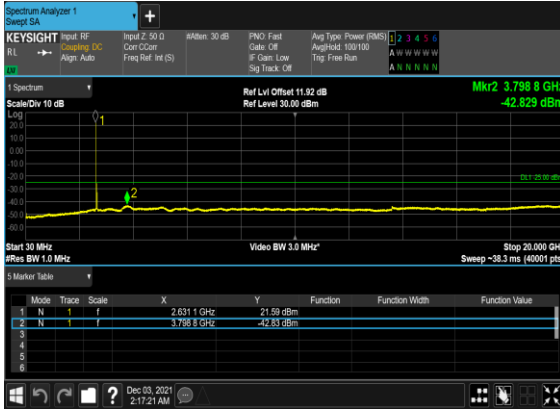 Spectrum Analyzer 1
Swept SA
+
KEYSIGHT Input: RF Input Z: 50 Ω #Atten: 30 dB PNO: Fast Avg Type: Power (RMS) 1 2 3 4 5 6
RL Coupling: DC Corr CCorr Gate: Off Avg|Hold: 100/100 A W W W W W
Align: Auto Freq Ref: Int (S) IF Gain: Low Trig: Free Run
Sig Track: Off A N N N N N
1 Spectrum Ref Lvl Offset 11.92 dB Mkr2 3.798 8 GHz
Scale/Div 10 dB Ref Level 30.00 dBm -42.829 dBm
Log
1
20.0
10.0
0.00
-10.0
-20.0 DL1 25.00 dBm
-30.0
2
-40.0
-50.0
-60.0
Start 30 MHz Video BW 3.0 MHz* Stop 20.000 GHz
#Res BW 1.0 MHz Sweep ~38.3 ms (40001 pts)
5 Marker Table
Mode Trace Scale X Y Function Function Width Function Value
1 N 1 f 2.631 1 GHz 21.59 dBm
2 N 1 f 3.798 8 GHz -42.83 dBm
3
4
5
6
? Dec 03, 2021
2:17:21 AM